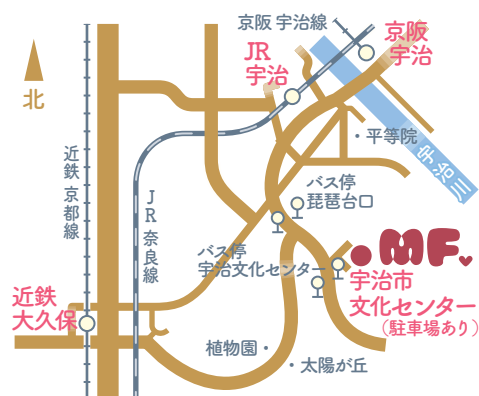 京阪 宇治線
京阪
宇治
JR
宇治
北
宇治川
・平等院
近鉄 京都線
JR 奈良線
バス停
琵琶台口
MF
バス停
宇治文化センター
宇治市
文化センター
（駐車場あり）
近鉄
大久保
植物園・
・太陽が丘